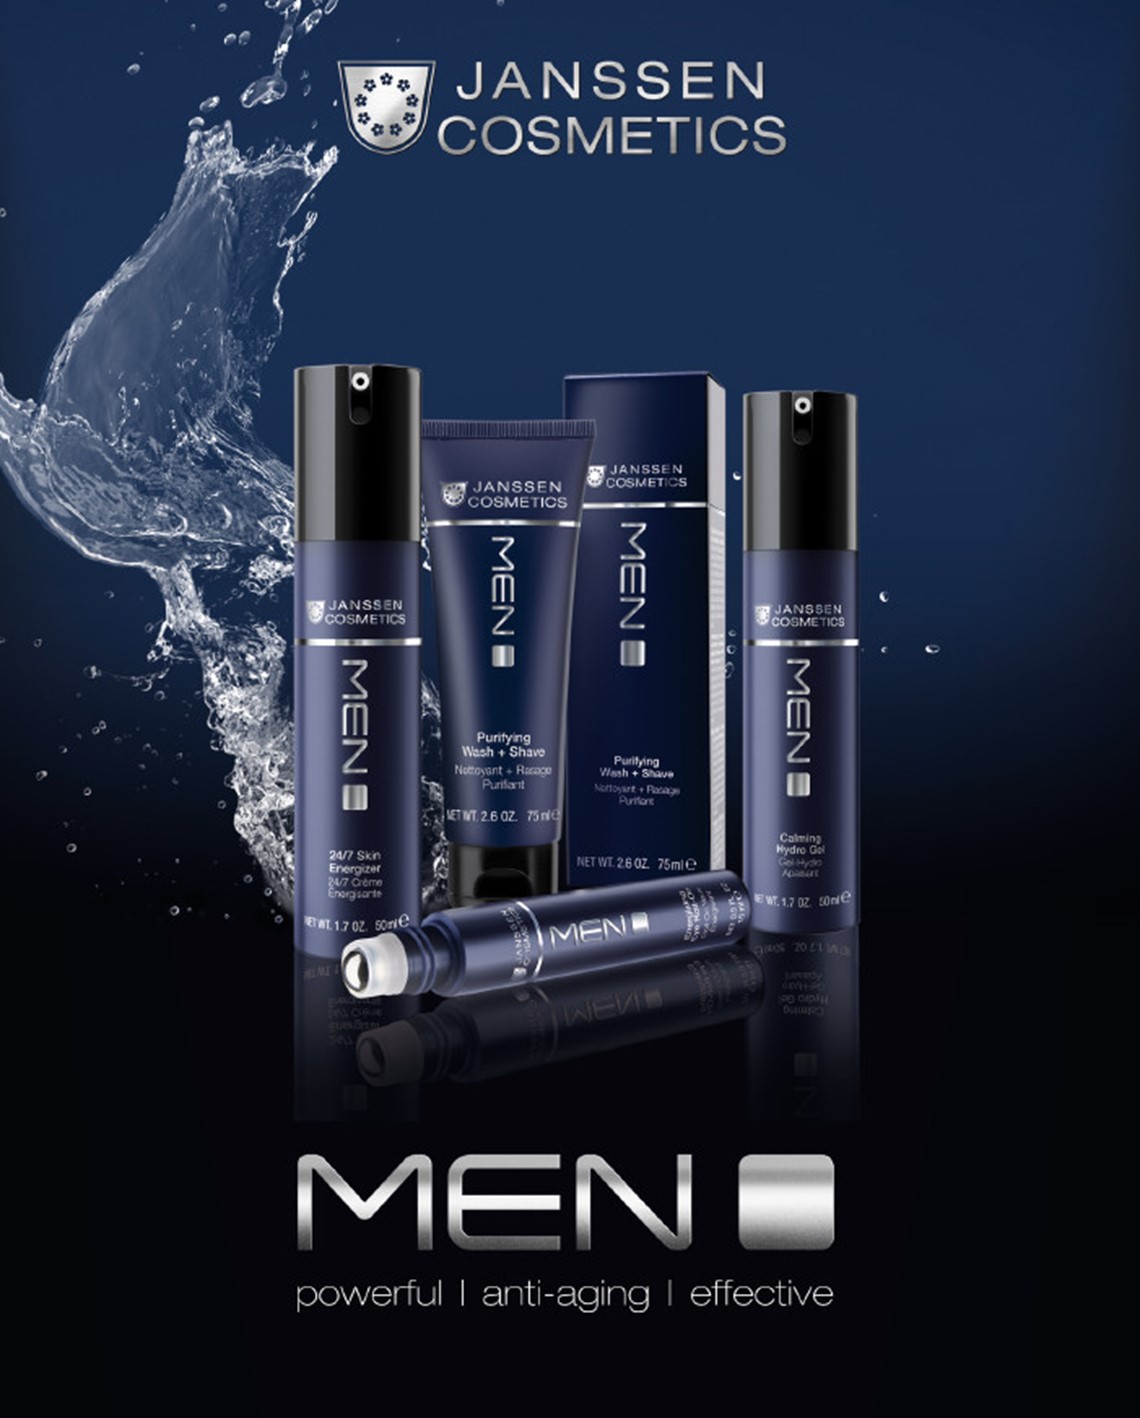 JANSSEN
COSMETICS
JANSSEN
COSMETICS
MEN
24/7 Skin
Energizer
24/7 Crème
Energisante
NET WT. 1.7 OZ. 50ml℮
JANSSEN
COSMETICS
MEN
Purifying
Wash + Shave
Nettoyant + Rasage
Purifiant
NET WT. 2.6 OZ. 75ml℮
JANSSEN
COSMETICS
MEN
Purifying
Wash + Shave
Nettoyant + Rasage
Purifiant
NET WT. 2.6 OZ. 75ml℮
JANSSEN
COSMETICS
MEN
Calming
Hydro Gel
Gel-Hydro
Apaisant
NET WT. 1.7 OZ. 50ml℮
JANSSEN
COSMETICS
MEN
Energizing
MEN
powerful | anti-aging | effective